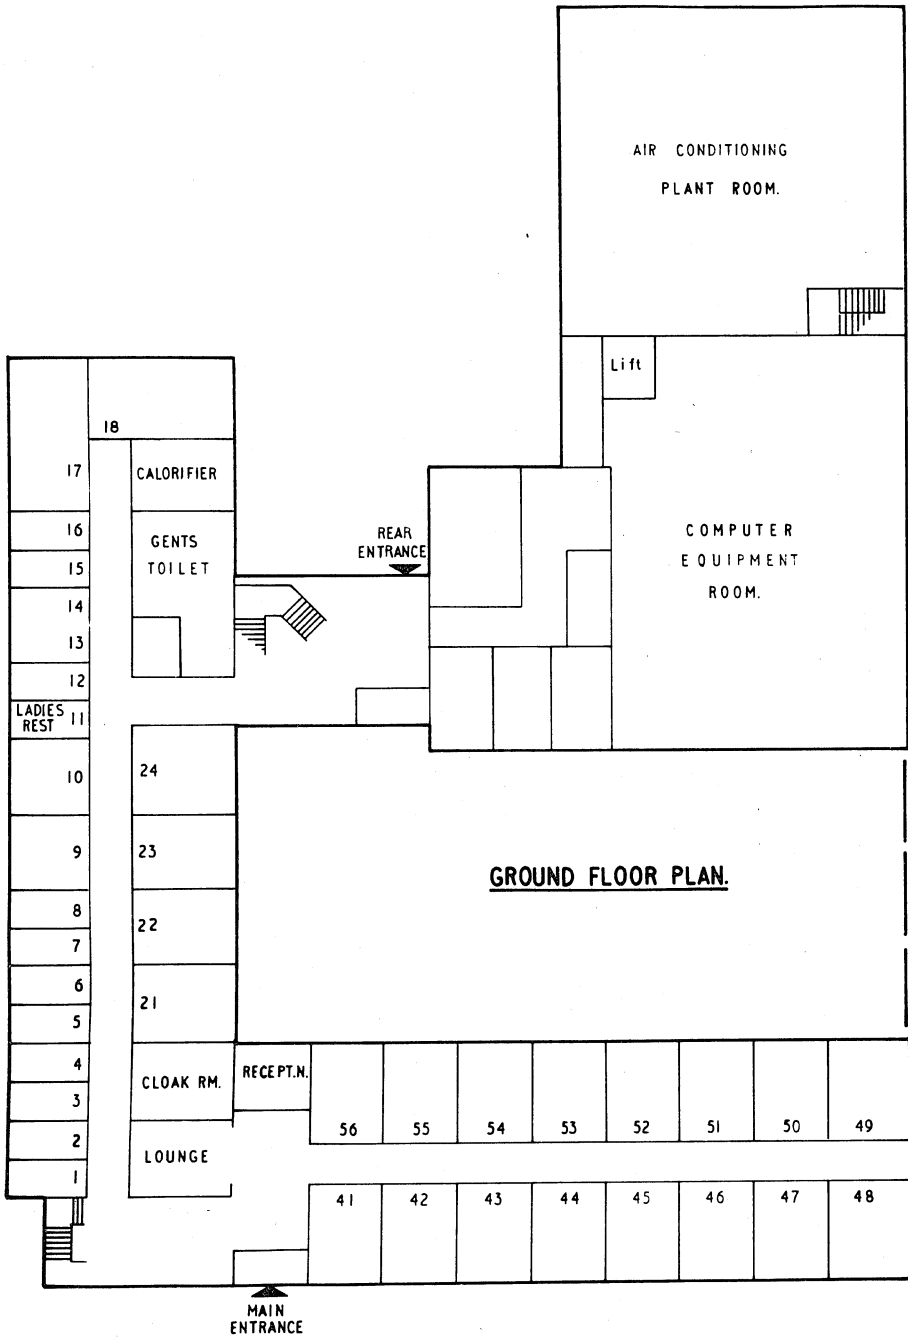 AIR CONDITIONING
PLANT ROOM.
Lift
18
17
CALORIFIER
16
GENTS
TOILET
15
REAR
ENTRANCE
COMPUTER
EQUIPMENT
ROOM.
14
13
12
LADIES
REST 11
10
24
9
23
GROUND FLOOR PLAN.
8
22
7
6
21
5
4
CLOAK RM.
RECEPT.N.
3
56 55 54 53 52 51 50 49
2
LOUNGE
1
41 42 43 44 45 46 47 48
MAIN
ENTRANCE